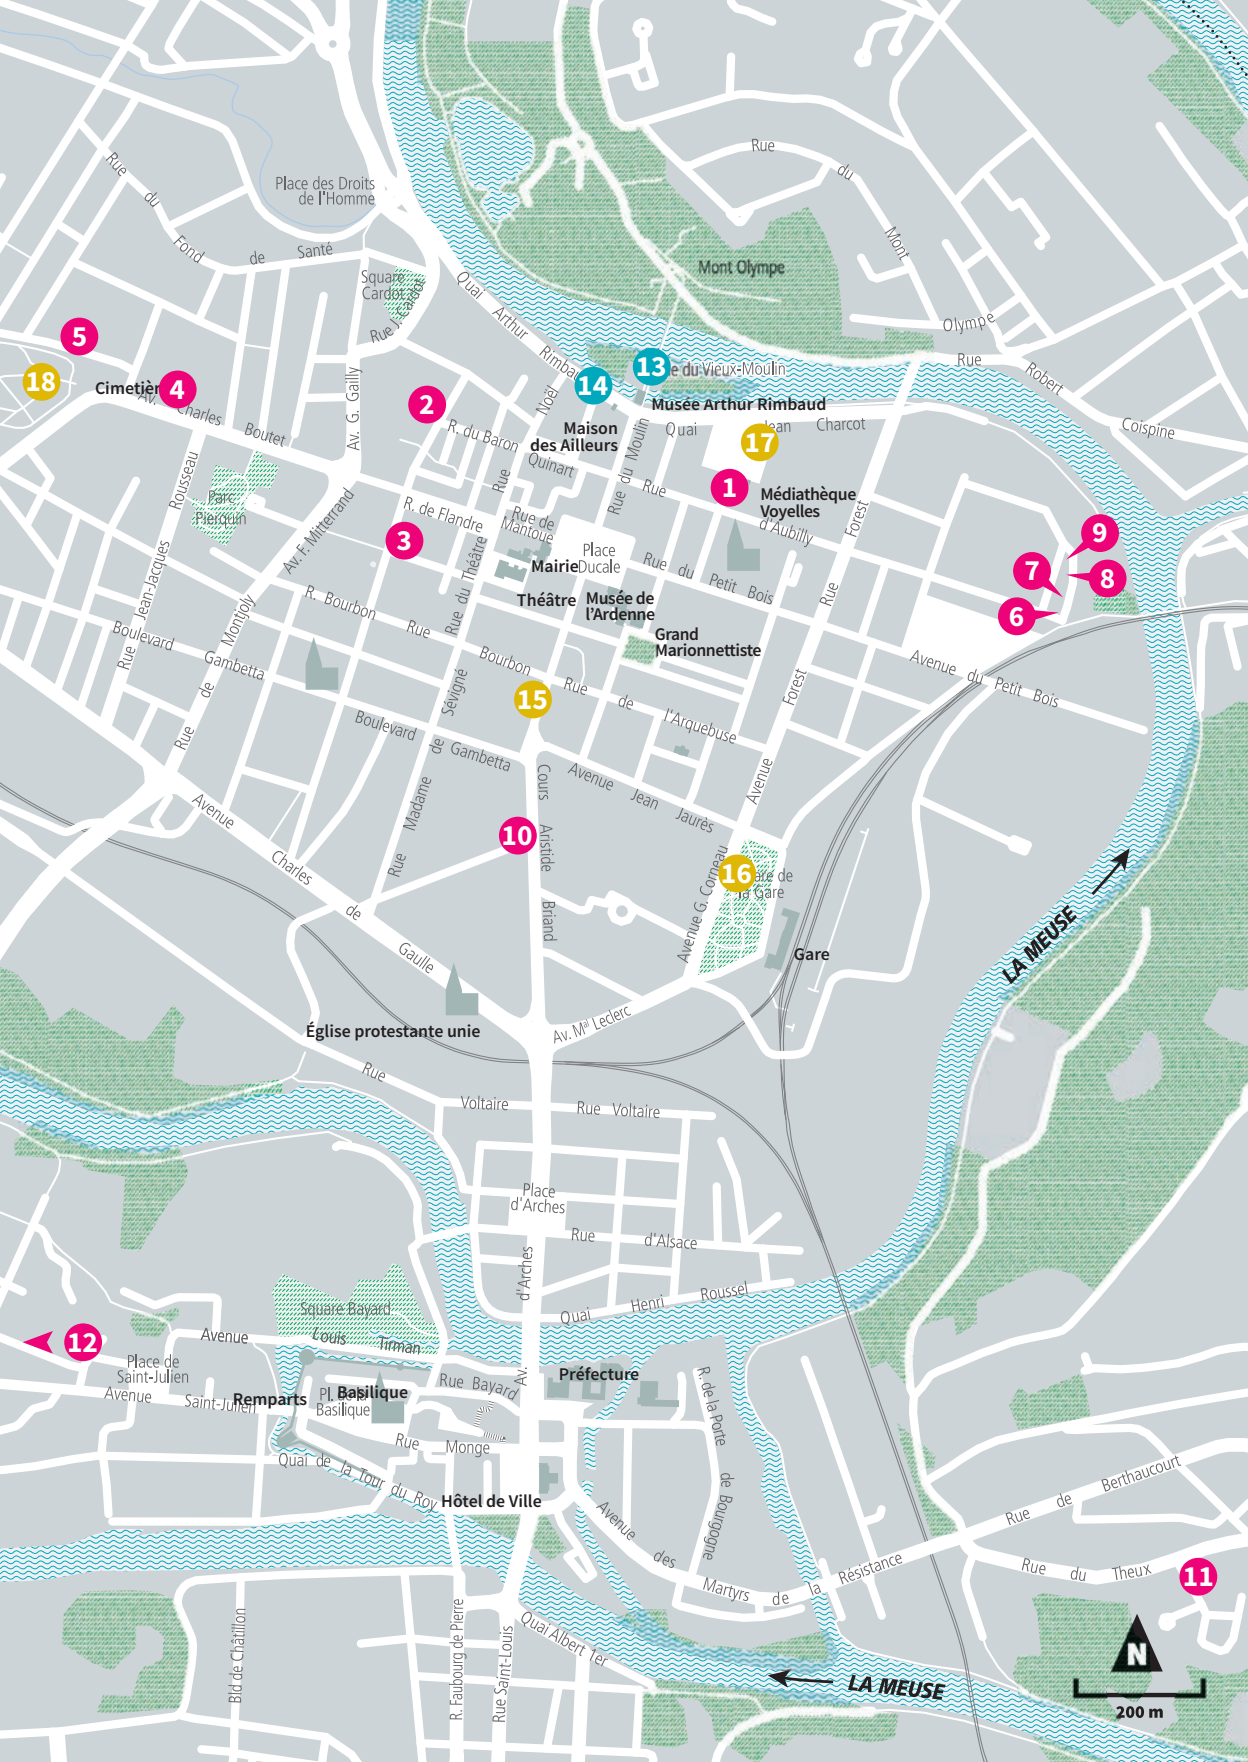 Rue
du
Fond
de
Santé
Place des Droits
de l'Homme
Square
Cardot
Rue J. Cardot
Quai
Arthur
Rimbau
Rue
du
Mont
Olympe
Mont Olympe
Rue
Robert
Coispine
5
18
Cimetièr
4
Av.
Charles
Boutet
Av. G. Gailly
2
R. du Baron
Quinart
Noël
Rue
14
13
e du Vieux-Moulin
Musée Arthur Rimbaud
Maison
des Ailleurs
Quai
Jean
Charcot
17
Rue du Moulin
Rue
d'Aubilly
1
Médiathèque
Voyelles
Rousseau
Jean-Jacques
Rue
Parc
Pierquin
Av. F. Mitterrand
R. de Flandre
3
Rue de
Mantoue
Place
Ducale
Mairie
Théâtre
Musée de
l'Ardenne
Grand
Marionnettiste
Rue du Petit Bois
Forest
Rue
9
7
8
6
Avenue du Petit Bois
R. Bourbon
Rue
Bourbon
Rue du Théâtre
Boulevard
Gambetta
Montjoly
de
Rue
Sévigné
de
Madame
Rue
15
Rue
de
l'Arquebuse
Forest
Avenue
Boulevard
Gambetta
Avenue
Jean
Jaurès
Cours
Aristide
Briand
10
Avenue
Charles
de
Gaulle
16
are de
la Gare
Avenue G. Corneau
Gare
LA MEUSE
Église protestante unie
Av. Mal Leclerc
Rue
Voltaire
Rue Voltaire
Place
d'Arches
Rue
d'Alsace
d'Arches
Av.
Quai
Henri
Roussel
Square Bayard
12
Avenue
Louis
Tirman
Place de
Saint-Julien
Avenue
Saint-Julien
Remparts
Basilique
Basilique
Rue Bayard
Préfecture
R. de la Porte
de Bourgogne
Rue
Monge
Quai de la Tour du Roy
Hôtel de Ville
Avenue
des
Martyrs
de
la
Résistance
Rue
de
Berthaucourt
Rue
du
Theux
11
Bld de Châtillon
R. Faubourg de Pierre
Rue Saint-Louis
Quai Albert 1er
LA MEUSE
N
200 m